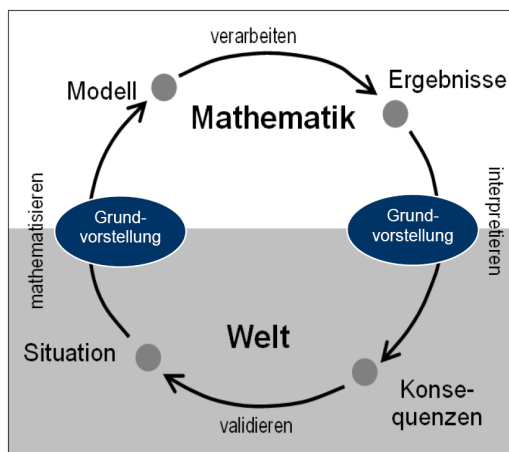 verarbeiten
Modell
Ergebnisse
Mathematik
mathematisieren
Grund-
vorstellung
Grund-
vorstellung
interpretieren
Welt
Situation
Konse-
quenzen
validieren